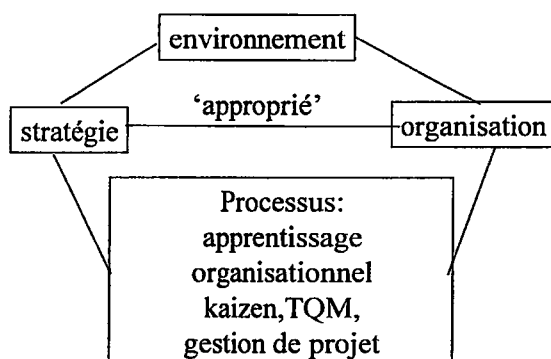 environnement
'approprié'
stratégie
organisation
Processus:
apprentissage
organisationnel
kaizen,TQM,
gestion de projet